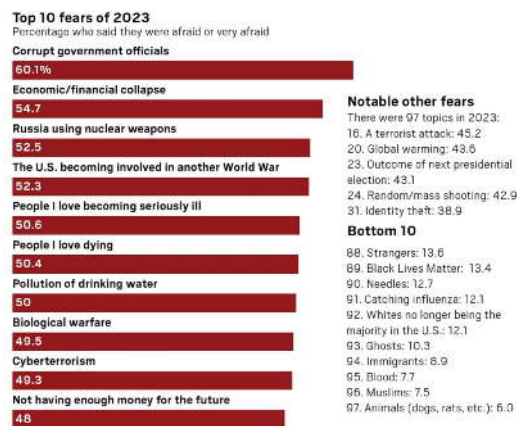 Top 10 fears of 2023
Percentage who said they were afraid or very afraid
Corrupt government officials
60.1%
Economic/financial collapse
54.7
Russia using nuclear weapons
52.5
The U.S. becoming involved in another World War
52.3
People I love becoming seriously ill
50.6
People I love dying
50.4
Pollution of drinking water
50
Biological warfare
49.5
Cyberterrorism
49.3
Not having enough money for the future
48
Notable other fears
There were 97 topics in 2023:
16. A terrorist attack: 45.2
20. Global warming: 43.6
23. Outcome of next presidential
election: 43.1
24. Random/mass shooting: 42.9
31. Identity theft: 38.9
Bottom 10
88. Strangers: 13.6
89. Black Lives Matter: 13.4
90. Needles: 12.7
91. Catching influenza: 12.1
92. Whites no longer being the
majority in the U.S.: 12.1
93. Ghosts: 10.3
94. Immigrants: 8.9
95. Blood: 7.7
96. Muslims: 7.5
97. Animals (dogs, rats, etc.): 6.0